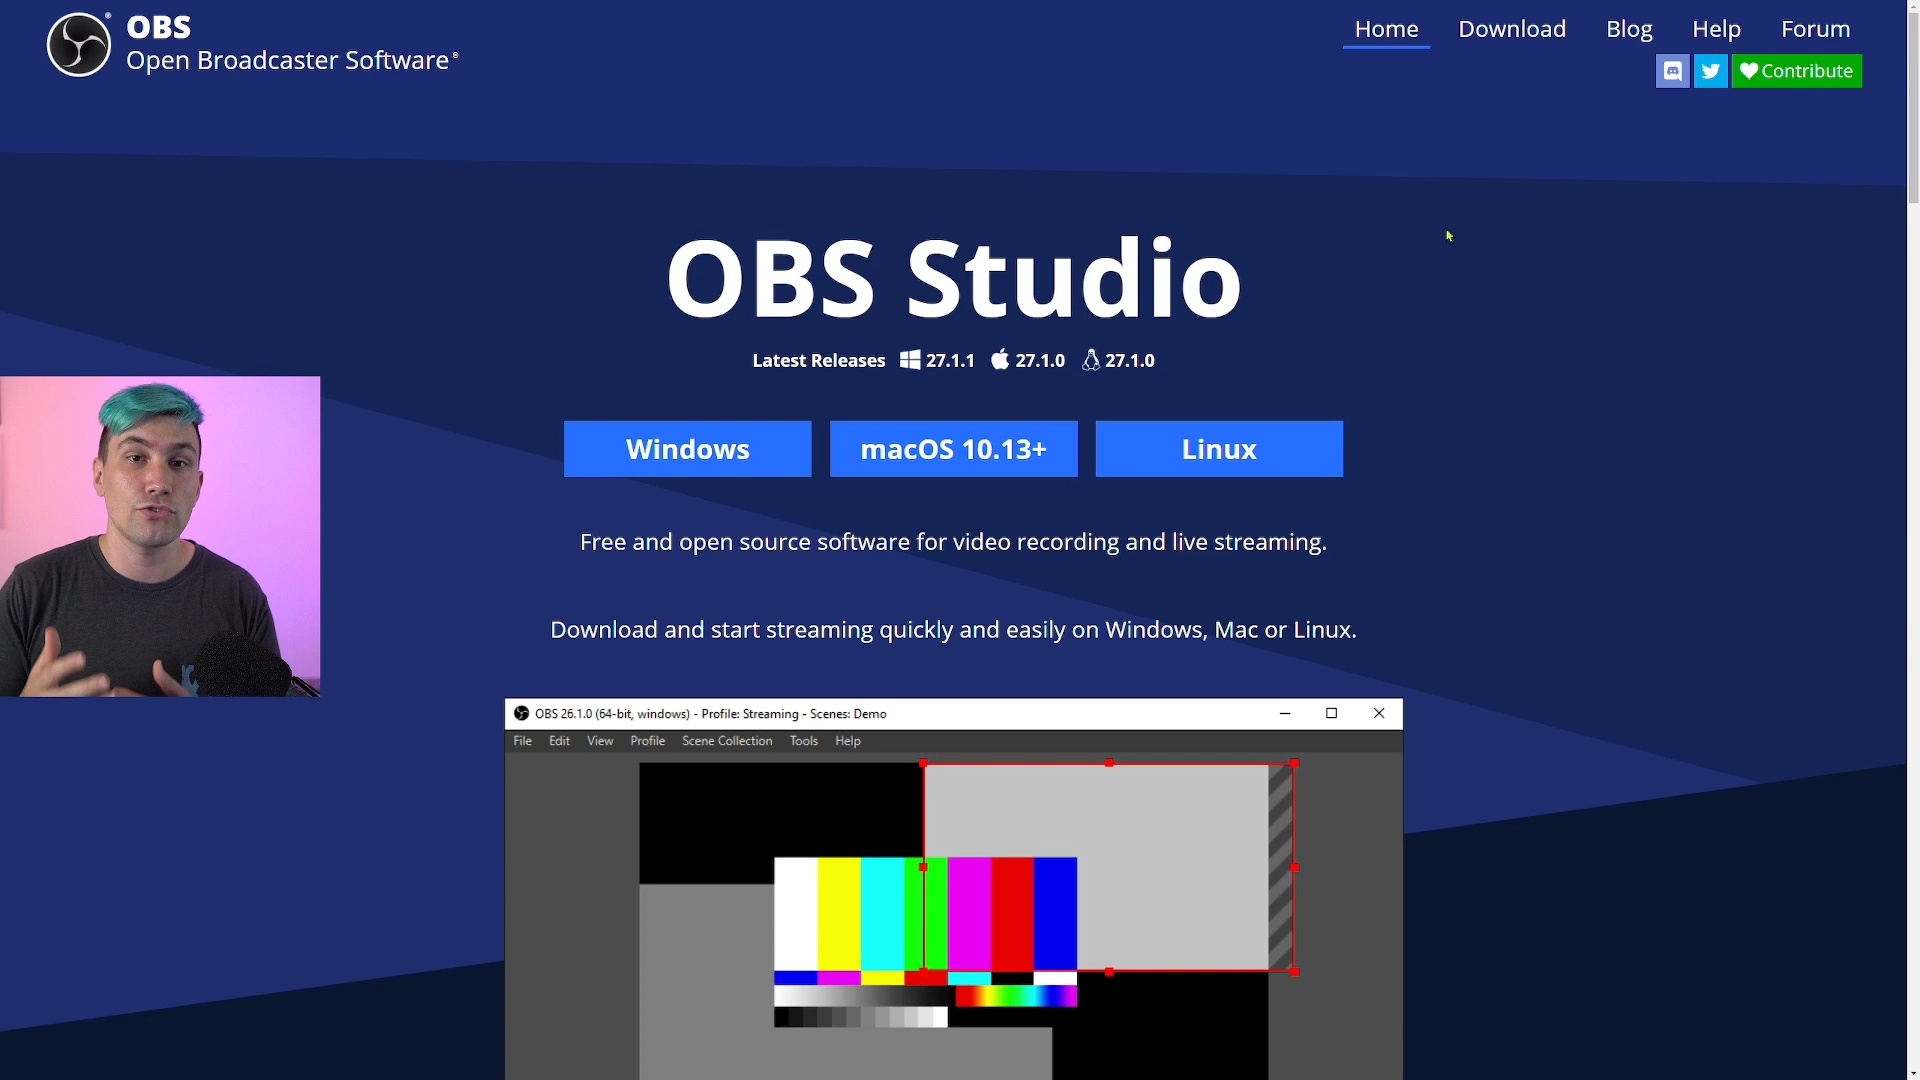 OBS
Open Broadcaster Software®
Home Download Blog Help Forum
Contribute
OBS Studio
Latest Releases 27.1.1 27.1.0 27.1.0
Windows macOS 10.13+ Linux
Free and open source software for video recording and live streaming.
Download and start streaming quickly and easily on Windows, Mac or Linux.
OBS 26.1.0 (64-bit, windows) - Profile: Streaming - Scenes: Demo
File Edit View Profile Scene Collection Tools Help